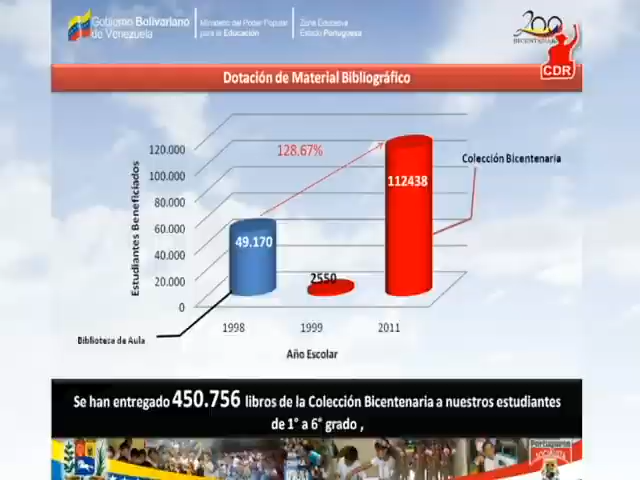 Gobierno Bolivariano
de Venezuela
Ministerio del Poder Popular
para la Educación
Zona Educativa
Estado Portuguesa
200
BICENTENARIO
CDR
Dotación de Material Bibliográfico
Estudiantes Beneficiados
120.000
100.000
80.000
60.000
40.000
20.000
0
128.67%
Colección Bicentenaria
112438
49.170
2550
1998
1999
2011
Biblioteca de Aula
Año Escolar
Se han entregado 450.756 libros de la Colección Bicentenaria a nuestros estudiantes
de 1° a 6° grado ,
Portuguesa
SOCIALISTA